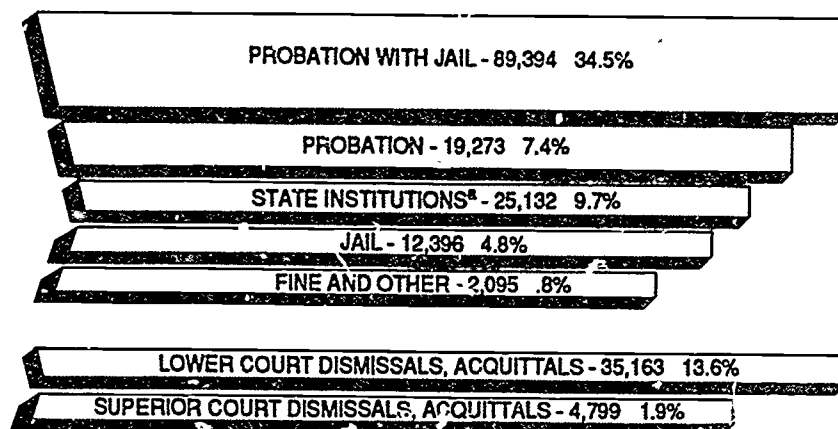 PROBATION WITH JAIL - 89,394 34.5%
PROBATION - 19,273 7.4%
STATE INSTITUTIONSᵃ - 25,132 9.7%
JAIL - 12,396 4.8%
FINE AND OTHER - 2,095 .8%
LOWER COURT DISMISSALS, ACQUITTALS - 35,163 13.6%
SUPERIOR COURT DISMISSALS, ACQUITTALS - 4,799 1.9%